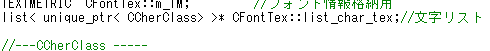 TEXTMETRIC CFontTex::m_TM; //フォント情報格納用
list< unique_ptr< CCherClass> >* CFontTex::list_char_tex;//文字リスト
//---CCherClass -----